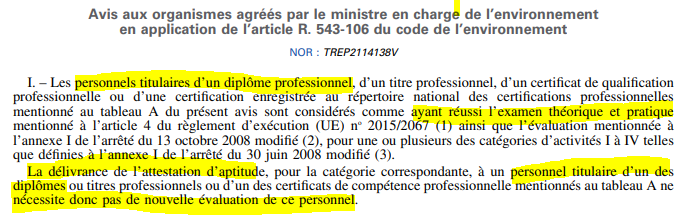 Avis aux organismes agréés par le ministre en charge de l'environnement
en application de l'article R. 543-106 du code de l'environnement
NOR : TREP2114138V
I. – Les personnels titulaires d'un diplôme professionnel, d'un titre professionnel, d'un certificat de qualification
professionnelle ou d'une certification enregistrée au répertoire national des certifications professionnelles
mentionné au tableau A du présent avis sont considérés comme ayant réussi l'examen théorique et pratique
mentionné à l'article 4 du règlement d'exécution (UE) n° 2015/2067 (1) ainsi que l'évaluation mentionnée à
l'annexe I de l'arrêté du 13 octobre 2008 modifié (2), pour une ou plusieurs des catégories d'activités I à IV telles
que définies à l'annexe I de l'arrêté du 30 juin 2008 modifié (3).
La délivrance de l'attestation d'aptitude, pour la catégorie correspondante, à un personnel titulaire d'un des
diplômes ou titres professionnels ou d'un des certificats de compétence professionnelle mentionnés au tableau A ne
nécessite donc pas de nouvelle évaluation de ce personnel.